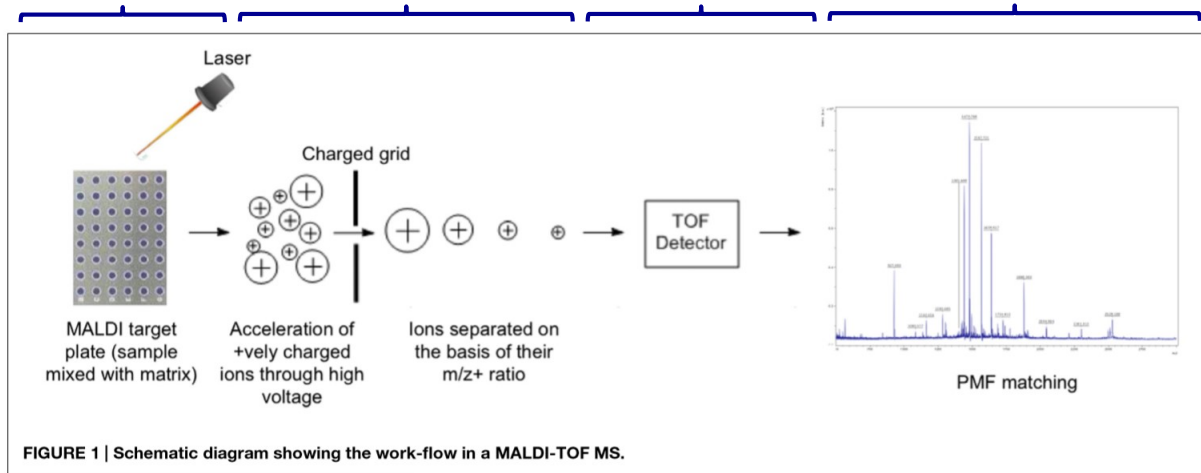 Laser
Charged grid
TOF
Detector
MALDI target
plate (sample
mixed with matrix)
Acceleration of
+vely charged
ions through high
voltage
Ions separated on
the basis of their
m/z+ ratio
PMF matching
FIGURE 1 | Schematic diagram showing the work-flow in a MALDI-TOF MS.